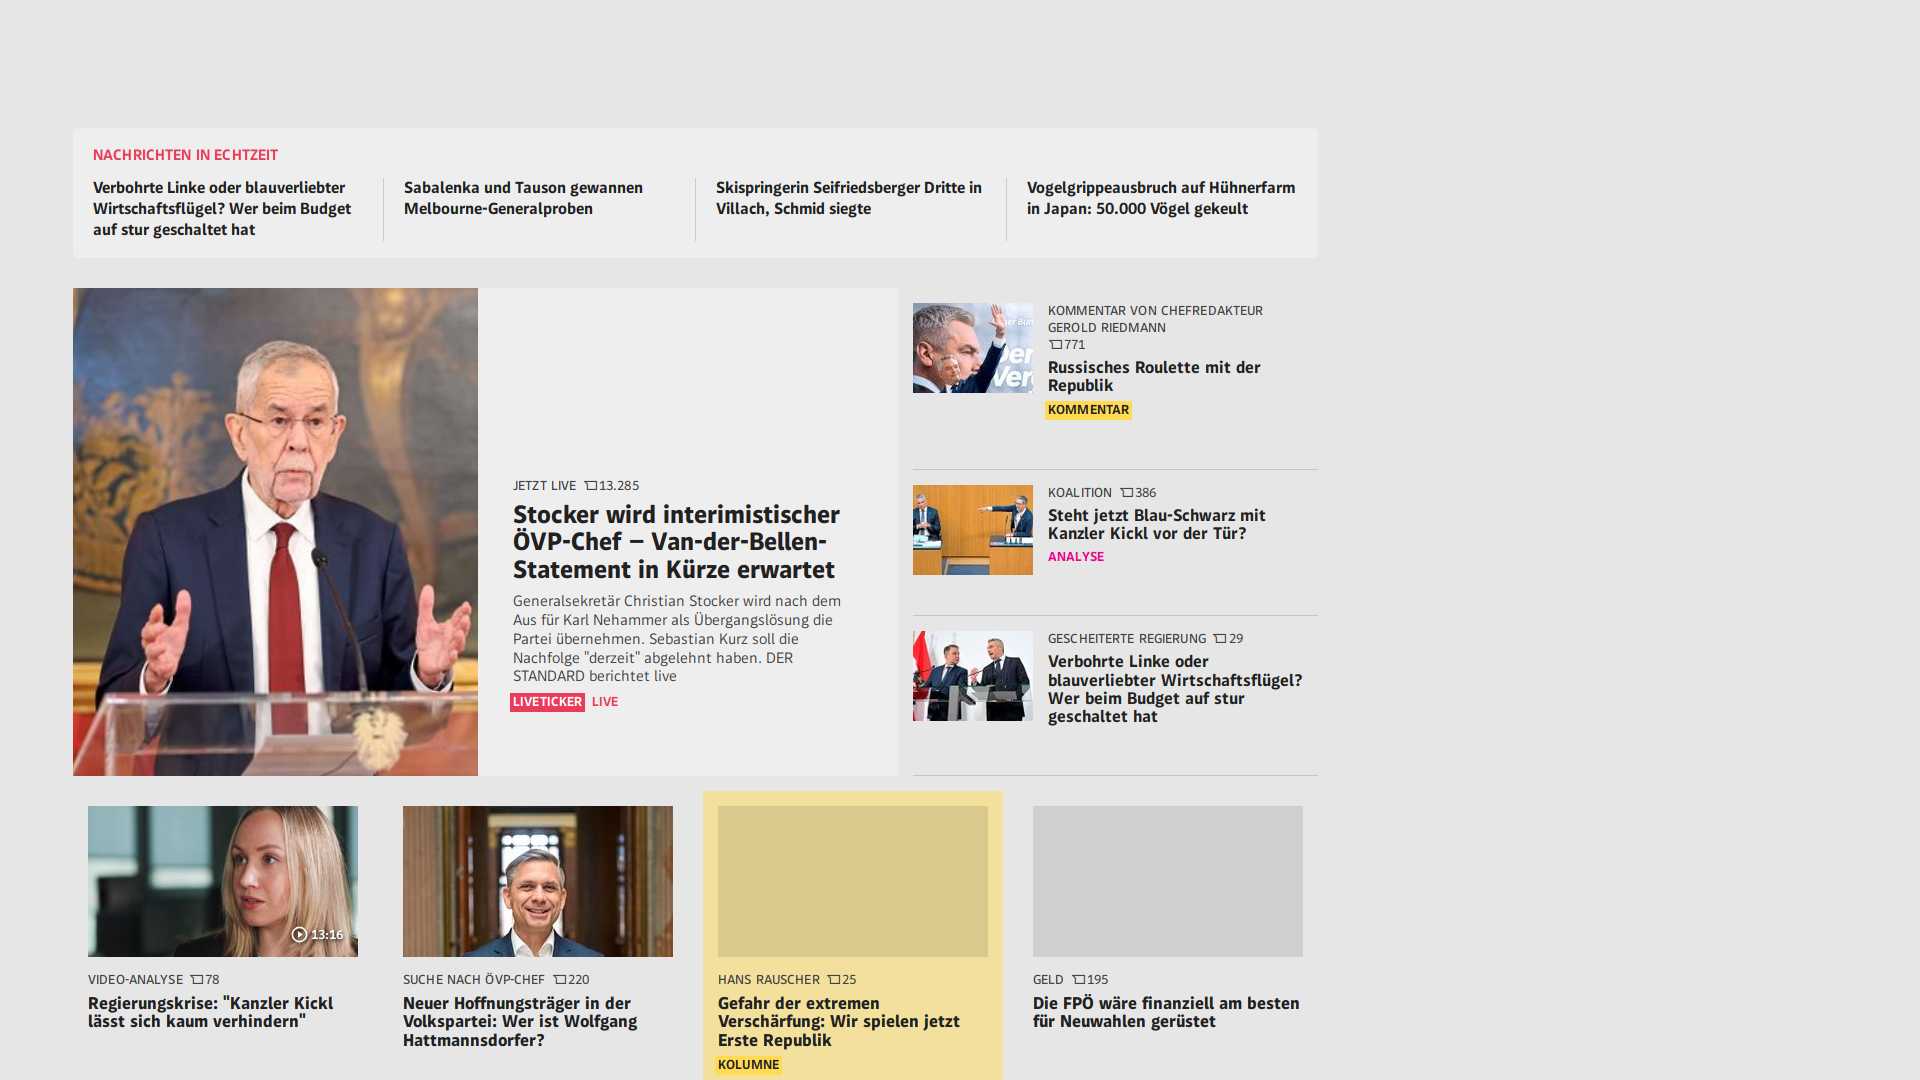 NACHRICHTEN IN ECHTZEIT
Verbohrte Linke oder blauverliebter
Wirtschaftsflügel? Wer beim Budget
auf stur geschaltet hat
Sabalenka und Tauson gewannen
Melbourne-Generalproben
Skispringerin Seifriedsberger Dritte in
Villach, Schmid siegte
Vogelgrippeausbruch auf Hühnerfarm
in Japan: 50.000 Vögel gekeult
JETZT LIVE 13.285
Stocker wird interimistischer
ÖVP-Chef – Van-der-Bellen-
Statement in Kürze erwartet
Generalsekretär Christian Stocker wird nach dem
Aus für Karl Nehammer als Übergangslösung die
Partei übernehmen. Sebastian Kurz soll die
Nachfolge "derzeit" abgelehnt haben. DER
STANDARD berichtet live
LIVETICKER LIVE
KOMMENTAR VON CHEFREDAKTEUR
GEROLD RIEDMANN
771
Russisches Roulette mit der
Republik
KOMMENTAR
KOALITION 386
Steht jetzt Blau-Schwarz mit
Kanzler Kickl vor der Tür?
ANALYSE
GESCHEITERTE REGIERUNG 29
Verbohrte Linke oder
blauverliebter Wirtschaftsflügel?
Wer beim Budget auf stur
geschaltet hat
13:16
VIDEO-ANALYSE 78
Regierungskrise: "Kanzler Kickl
lässt sich kaum verhindern"
SUCHE NACH ÖVP-CHEF 220
Neuer Hoffnungsträger in der
Volkspartei: Wer ist Wolfgang
Hattmannsdorfer?
HANS RAUSCHER 25
Gefahr der extremen
Verschärfung: Wir spielen jetzt
Erste Republik
KOLUMNE
GELD 195
Die FPÖ wäre finanziell am besten
für Neuwahlen gerüstet